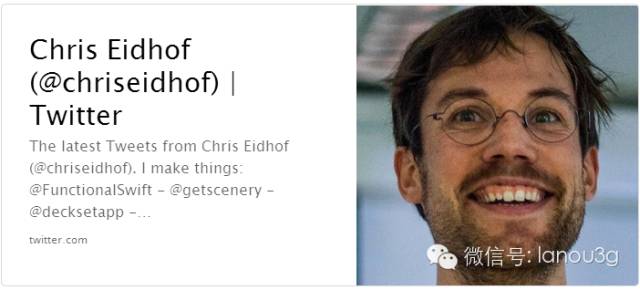 Chris Eidhof
(@chriseidhof) |
Twitter
The latest Tweets from Chris Eidhof
(@chriseidhof). I make things:
@FunctionalSwift - @getscenery -
@decksetapp -...
twitter.com
微信号: lanou3g